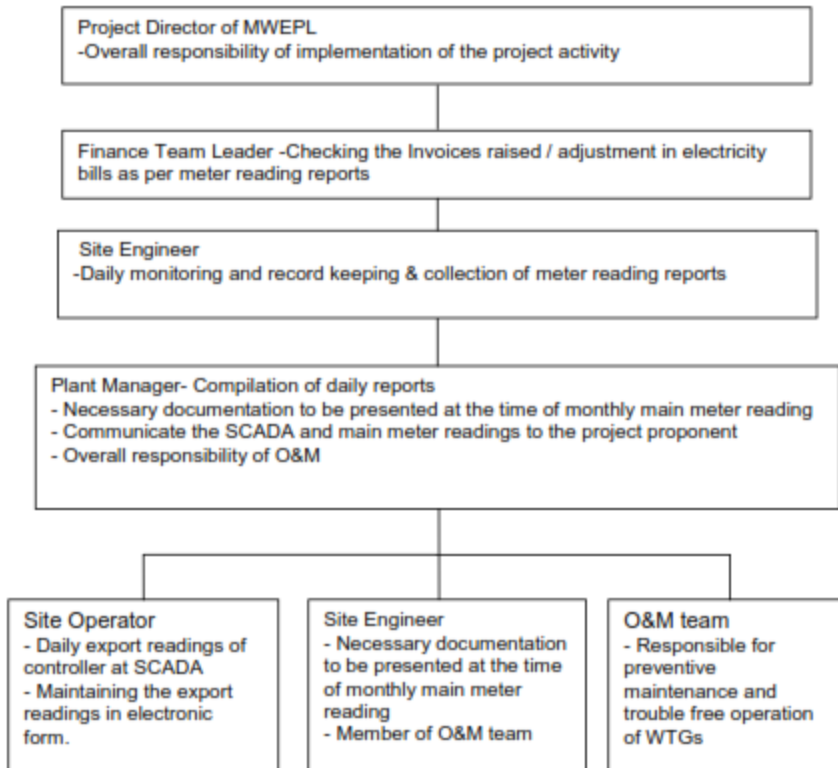 Project Director of MWEPL
-Overall responsibility of implementation of the project activity
Finance Team Leader -Checking the Invoices raised / adjustment in electricity
bills as per meter reading reports
Site Engineer
-Daily monitoring and record keeping & collection of meter reading reports
Plant Manager- Compilation of daily reports
- Necessary documentation to be presented at the time of monthly main meter reading
- Communicate the SCADA and main meter readings to the project proponent
- Overall responsibility of O&M
Site Operator
- Daily export readings of
controller at SCADA
- Maintaining the export
readings in electronic
form.
Site Engineer
- Necessary documentation
to be presented at the time
of monthly main meter
reading
- Member of O&M team
O&M team
- Responsible for
preventive
maintenance and
trouble free operation
of WTGs